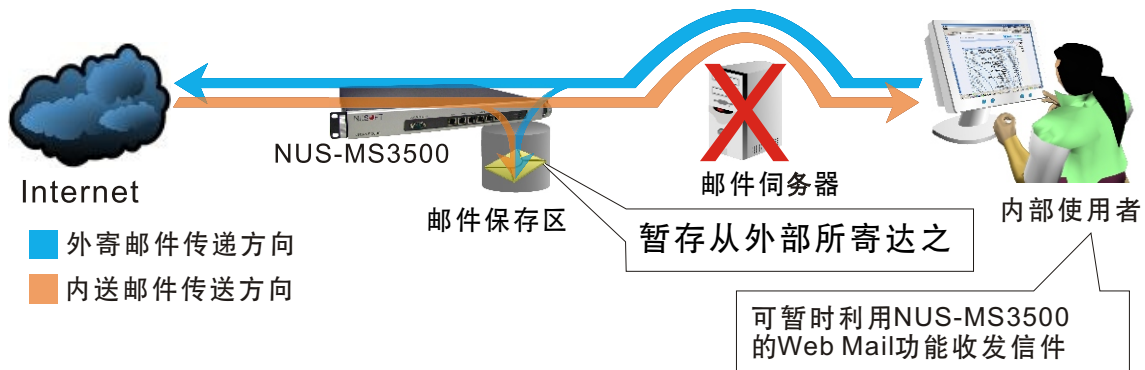 NUSOFT
NUS-MS3500
Internet
邮件伺务器
内部使用者
邮件保存区
暂存从外部所寄达之
外寄邮件传递方向
内送邮件传送方向
可暂时利用NUS-MS3500
的Web Mail功能收发信件